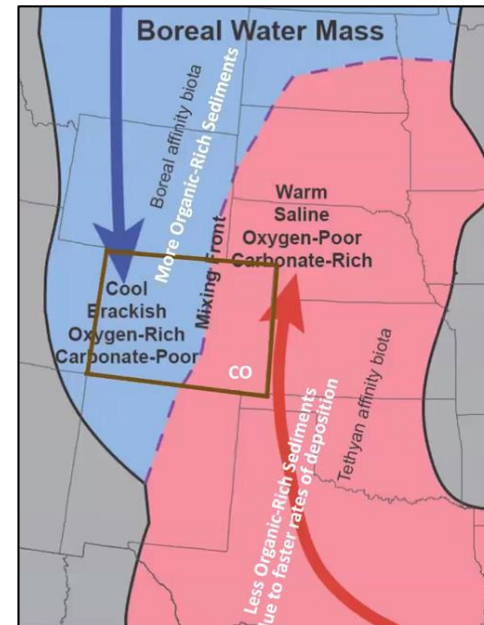 Boreal Water Mass
Boreal affinity biota
More Organic-Rich Sediments
Mixing Front
Warm
Saline
Oxygen-Poor
Carbonate-Rich
Cool
Brackish
Oxygen-Rich
Carbonate-Poor
CO
Tethyan affinity biota
Less Organic-Rich Sediments
due to faster rates of deposition